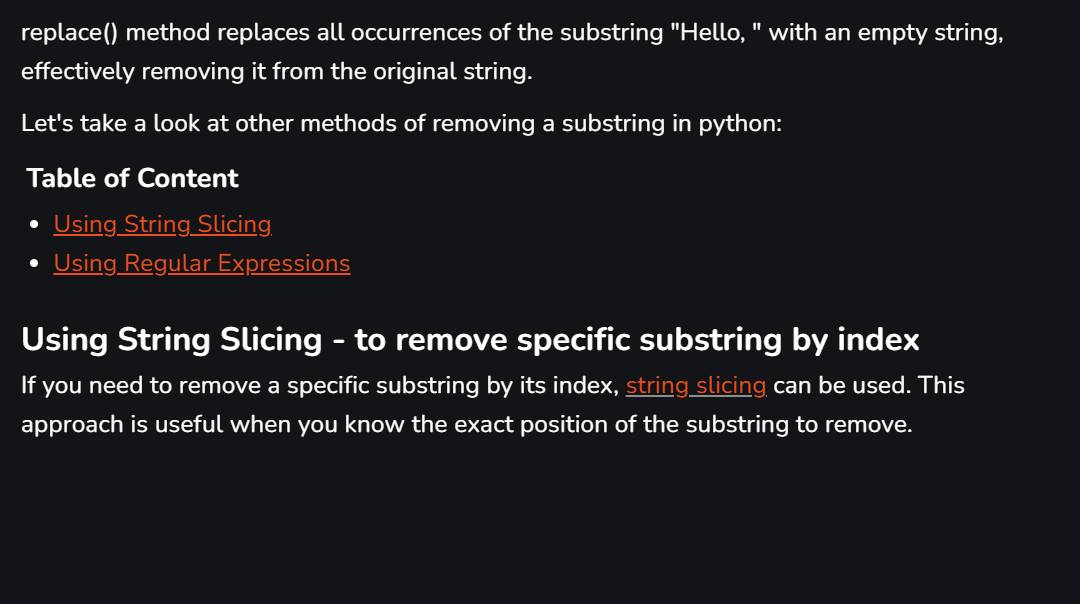 replace() method replaces all occurrences of the substring "Hello, " with an empty string,
effectively removing it from the original string.
Let's take a look at other methods of removing a substring in python:
Table of Content
Using String Slicing
Using Regular Expressions
Using String Slicing - to remove specific substring by index
If you need to remove a specific substring by its index, string slicing can be used. This
approach is useful when you know the exact position of the substring to remove.